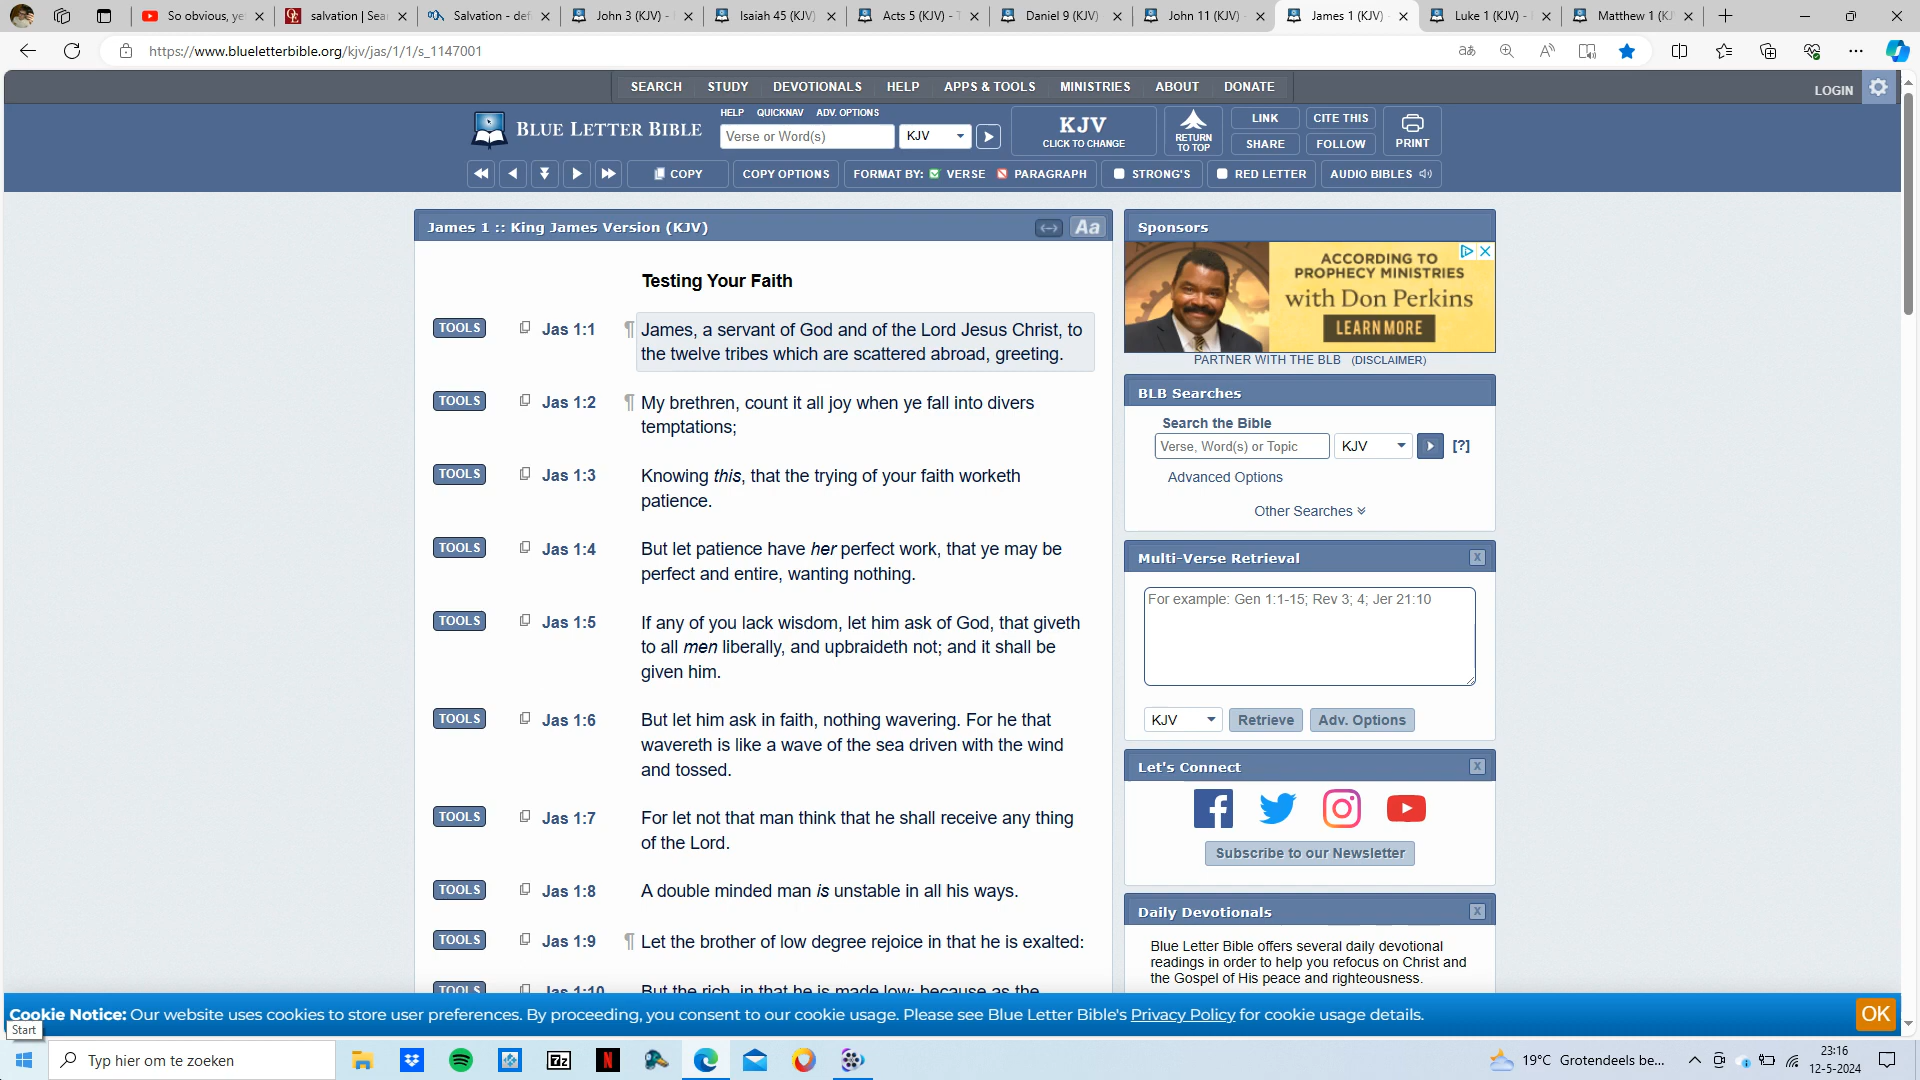 So obvious, ye
salvation | Sea
Salvation - def
John 3 (KJV) -
Isaiah 45 (KJV)
Acts 5 (KJV) - T
Daniel 9 (KJV)
John 11 (KJV) -
James 1 (KJV) -
Luke 1 (KJV) -
Matthew 1 (KJ
https://www.blueletterbible.org/kjv/jas/1/1/s_1147001
SEARCH STUDY DEVOTIONALS HELP APPS & TOOLS MINISTRIES ABOUT DONATE
LOGIN
BLUE LETTER BIBLE
HELP QUICKNAV ADV. OPTIONS
Verse or Word(s)
KJV
KJV
CLICK TO CHANGE
RETURN
TO TOP
LINK
CITE THIS
SHARE
FOLLOW
PRINT
COPY
COPY OPTIONS
FORMAT BY: VERSE PARAGRAPH
STRONG'S
RED LETTER
AUDIO BIBLES
James 1 :: King James Version (KJV)
Aa
Testing Your Faith
TOOLS Jas 1:1 ¶ James, a servant of God and of the Lord Jesus Christ, to
the twelve tribes which are scattered abroad, greeting.
TOOLS Jas 1:2 ¶ My brethren, count it all joy when ye fall into divers
temptations;
TOOLS Jas 1:3 Knowing this, that the trying of your faith worketh
patience.
TOOLS Jas 1:4 But let patience have her perfect work, that ye may be
perfect and entire, wanting nothing.
TOOLS Jas 1:5 If any of you lack wisdom, let him ask of God, that giveth
to all men liberally, and upbraideth not; and it shall be
given him.
TOOLS Jas 1:6 But let him ask in faith, nothing wavering. For he that
wavereth is like a wave of the sea driven with the wind
and tossed.
TOOLS Jas 1:7 For let not that man think that he shall receive any thing
of the Lord.
TOOLS Jas 1:8 A double minded man is unstable in all his ways.
TOOLS Jas 1:9 ¶ Let the brother of low degree rejoice in that he is exalted:
TOOLS Jas 1:10 But the rich, in that he is made low: because as the
Sponsors
ACCORDING TO
PROPHECY MINISTRIES
with Don Perkins
LEARN MORE
PARTNER WITH THE BLB (DISCLAIMER)
BLB Searches
Search the Bible
Verse, Word(s) or Topic
KJV
[?]
Advanced Options
Other Searches
Multi-Verse Retrieval
For example: Gen 1:1-15; Rev 3; 4; Jer 21:10
KJV
Retrieve
Adv. Options
Let's Connect
Subscribe to our Newsletter
Daily Devotionals
Blue Letter Bible offers several daily devotional
readings in order to help you refocus on Christ and
the Gospel of His peace and righteousness.
Cookie Notice: Our website uses cookies to store user preferences. By proceeding, you consent to our cookie usage. Please see Blue Letter Bible's Privacy Policy for cookie usage details.
OK
Start
Typ hier om te zoeken
19°C Grotendeels be...
23:16
12-5-2024